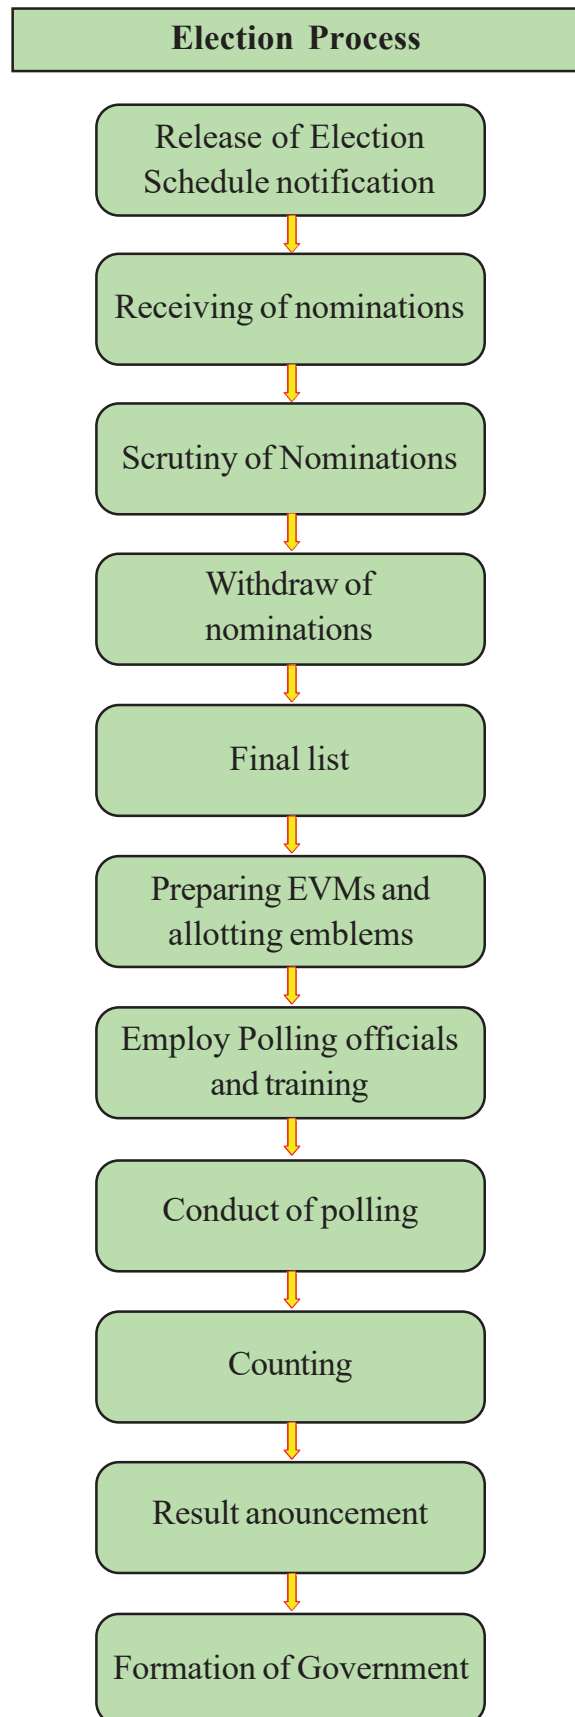 Election Process
Release of Election
Schedule notification
Receiving of nominations
Scrutiny of Nominations
Withdraw of
nominations
Final list
Preparing EVMs and
allotting emblems
Employ Polling officials
and training
Conduct of polling
Counting
Result anouncement
Formation of Government